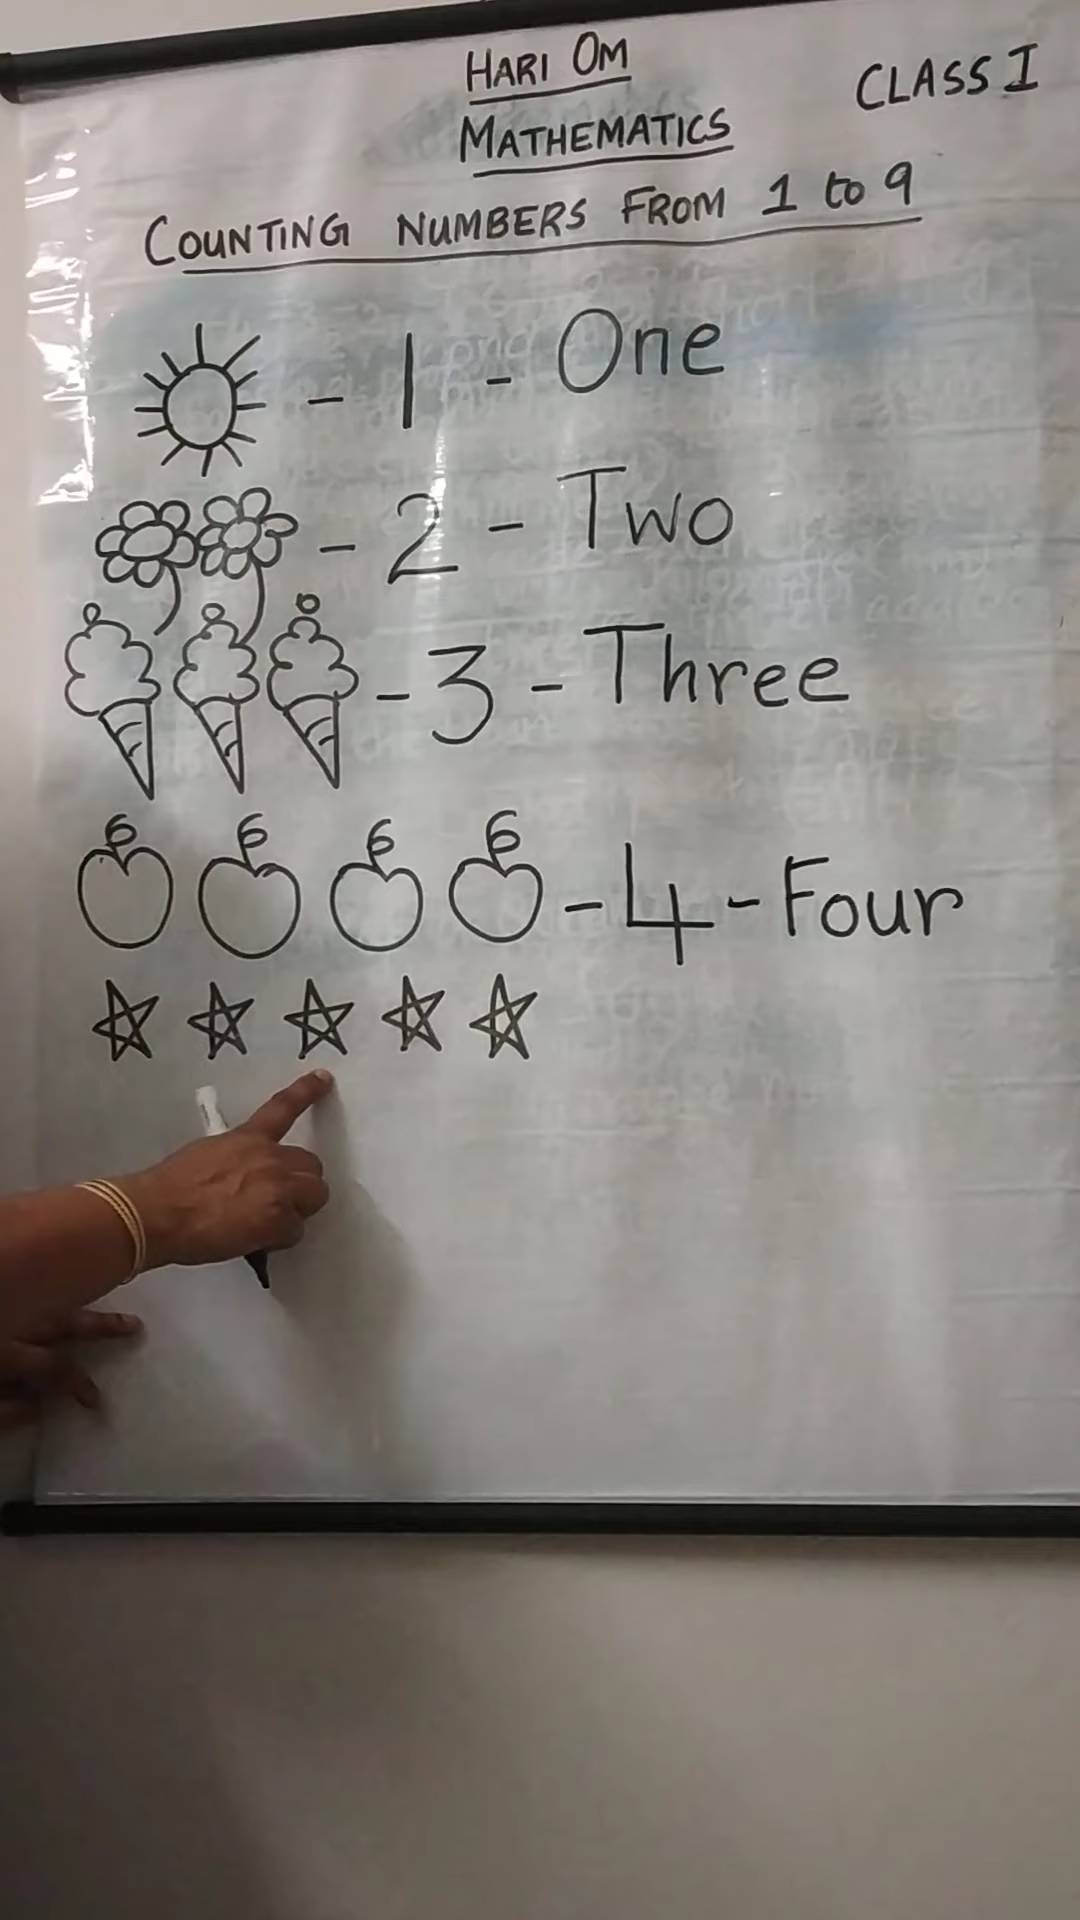 HARI OM
CLASS I
MATHEMATICS
COUNTING NUMBERS FROM 1 to 9
- 1 - One
- 2 - Two
- 3 - Three
- 4 - Four